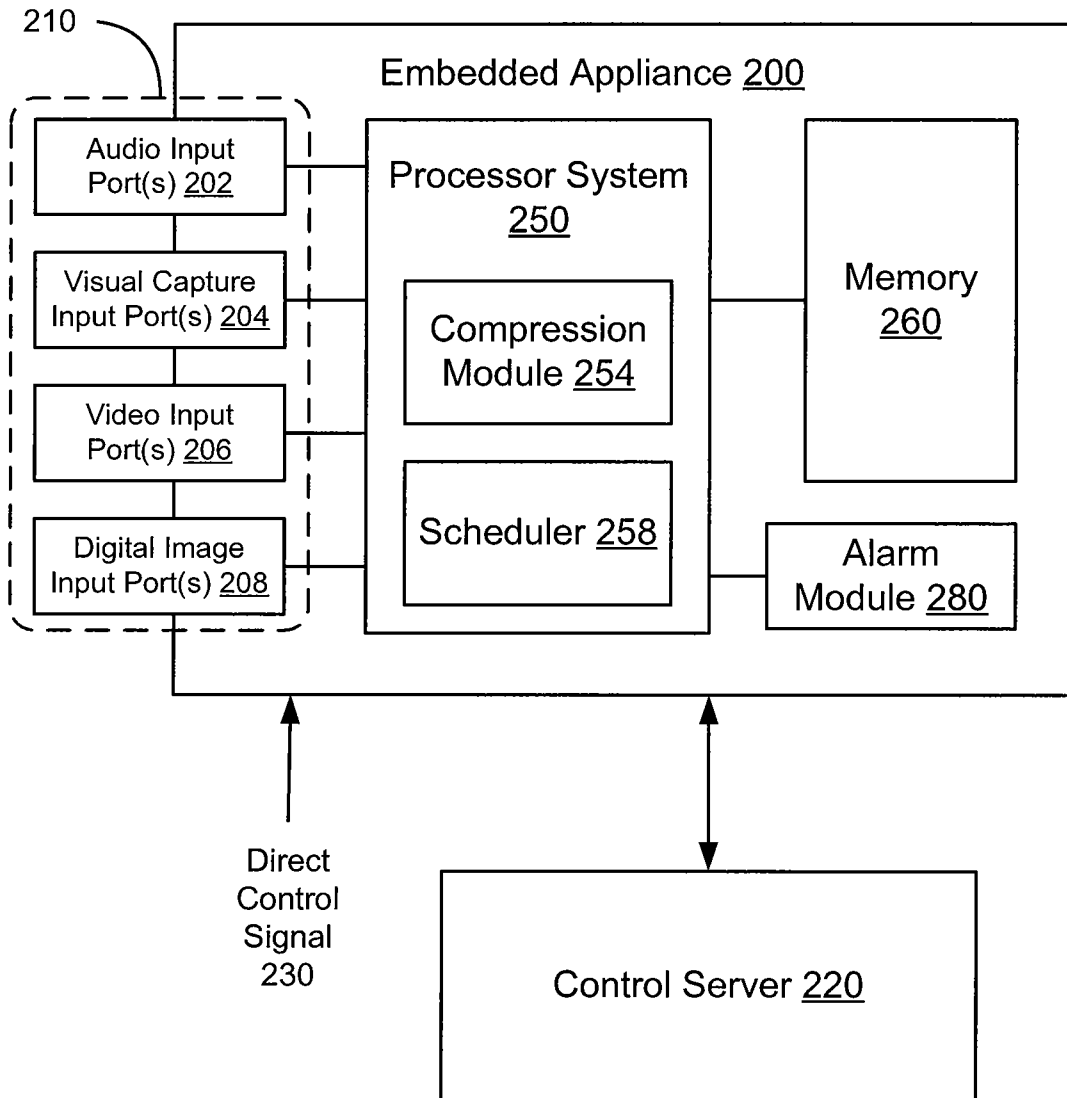 210
Embedded Appliance 200
Audio Input
Port(s) 202
Visual Capture
Input Port(s) 204
Video Input
Port(s) 206
Digital Image
Input Port(s) 208
Processor System
250
Compression
Module 254
Scheduler 258
Memory
260
Alarm
Module 280
Direct
Control
Signal
230
Control Server 220